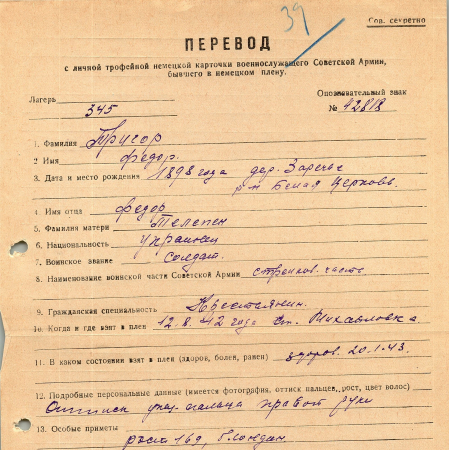 39
Сов. секретно
ПЕРЕВОД
с личной трофейной немецкой карточки военнослужащего Советской Армии,
бывшего в немецком плену.
Лагерь 345
Опознавательный знак
№ 42818
1. Фамилия Тригор
2 Имя Федор.
3. Дата и место рождения 1898 года дер. Заречье
р-н Белая Церковь.
4. Имя отца Федор
5. Фамилия матери Телепен
6. Национальность украинец
7. Воинское звание солдат.
8. Наименование воинской части Советской Армии стрелков. часть
9. Гражданская специальность Крестьянин.
10. Когда и где взят в плен 12.8.42 года ст. Михайловка
11. В каком состоянии взят в плен (здоров, болен, ранен) здоров. 20.1.43.
12. Подробные персональные данные (имеется фотография, оттиск пальцев, рост, цвет волос)
Оттиск указ. пальца правой руки
13. Особые приметы
рост 169, блондин.